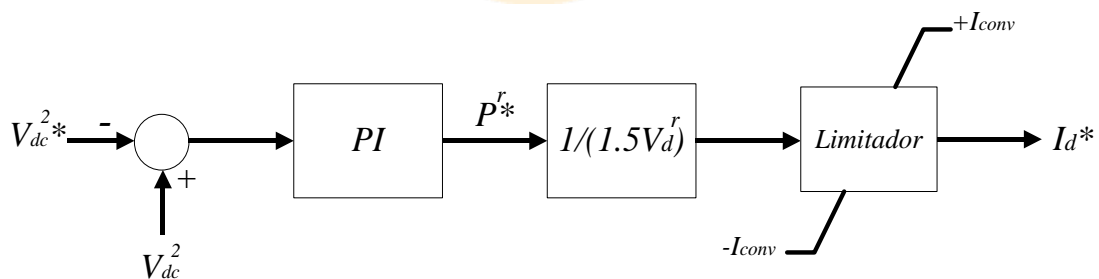 +Iconv
Vdc²*
-
+
Vdc²
PI
Pʳ*
1/(1.5Vdʳ)
Limitador
Id*
-Iconv